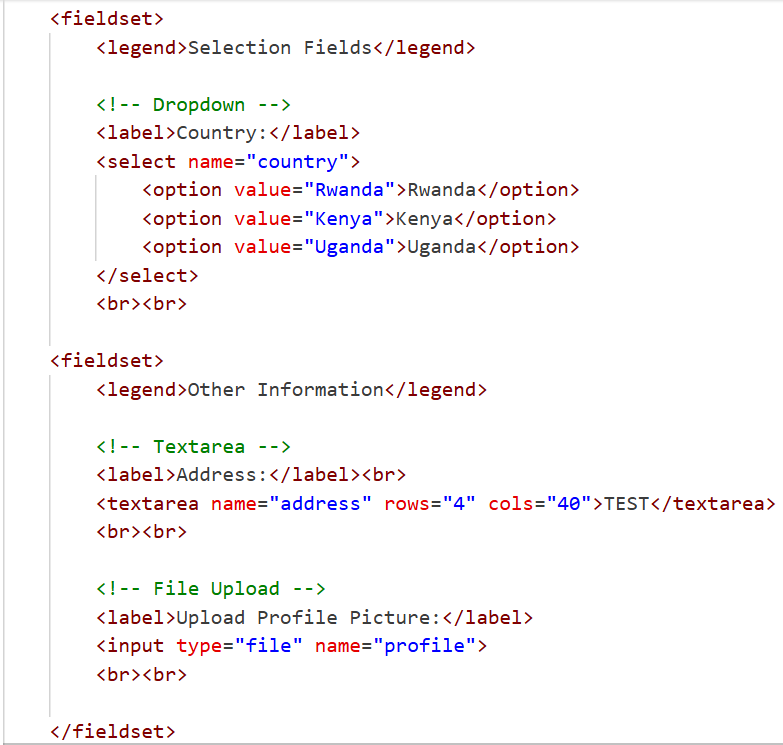 <fieldset>
<legend>Selection Fields</legend>
<!-- Dropdown -->
<label>Country:</label>
<select name="country">
<option value="Rwanda">Rwanda</option>
<option value="Kenya">Kenya</option>
<option value="Uganda">Uganda</option>
</select>
<br><br>
<fieldset>
<legend>Other Information</legend>
<!-- Textarea -->
<label>Address:</label><br>
<textarea name="address" rows="4" cols="40">TEST</textarea>
<br><br>
<!-- File Upload -->
<label>Upload Profile Picture:</label>
<input type="file" name="profile">
<br><br>
</fieldset>